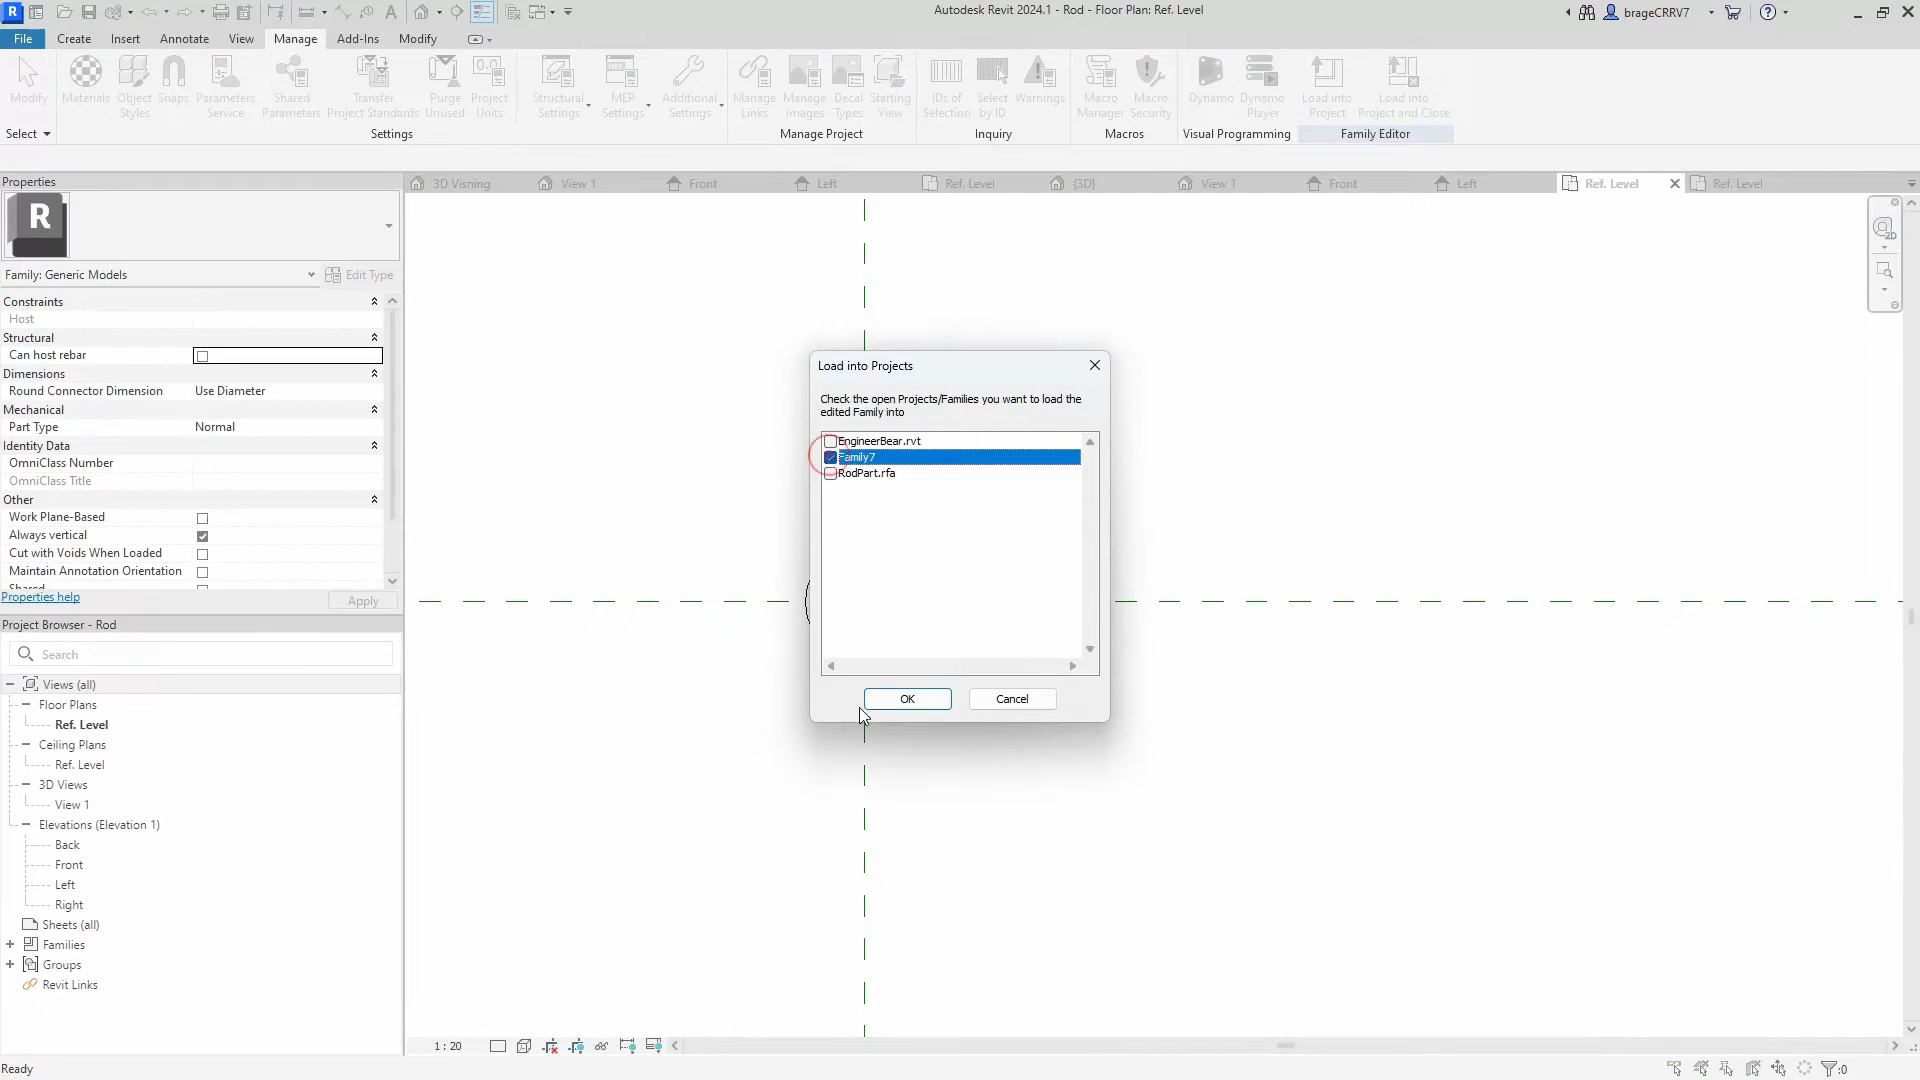 Autodesk Revit 2024.1 - Rod - Floor Plan: Ref. Level
brageCRRV7
File
Create
Insert
Annotate
View
Manage
Add-Ins
Modify
Modify
Materials
Object Styles
Snaps
Parameters Service
Shared Parameters
Transfer Project Standards
Purge Unused
Project Units
Structural Settings
MEP Settings
Additional Settings
Manage Links
Manage Images
Decal Types
Starting View
IDs of Selection
Select by ID
Warnings
Macro Manager
Macro Security
Dynamo
Dynamo Player
Load into Project
Load into Project and Close
Select
Settings
Manage Project
Inquiry
Macros
Visual Programming
Family Editor
Properties
3D Visning
View 1
Front
Left
Ref. Level
{3D}
View 1
Front
Left
Ref. Level
Ref. Level
R
2D
Family: Generic Models
Edit Type
Constraints
Host
Structural
Can host rebar
Dimensions
Round Connector Dimension Use Diameter
Mechanical
Part Type Normal
Identity Data
OmniClass Number
OmniClass Title
Other
Work Plane-Based
Always vertical
Cut with Voids When Loaded
Maintain Annotation Orientation
Shared
Properties help
Apply
Project Browser - Rod
Search
Views (all)
Floor Plans
Ref. Level
Ceiling Plans
Ref. Level
3D Views
View 1
Elevations (Elevation 1)
Back
Front
Left
Right
Sheets (all)
Families
Groups
Revit Links
Load into Projects
Check the open Projects/Families you want to load the
edited Family into
EngineerBear.rvt
Family7
RodPart.rfa
OK
Cancel
1 : 20
Ready
:0